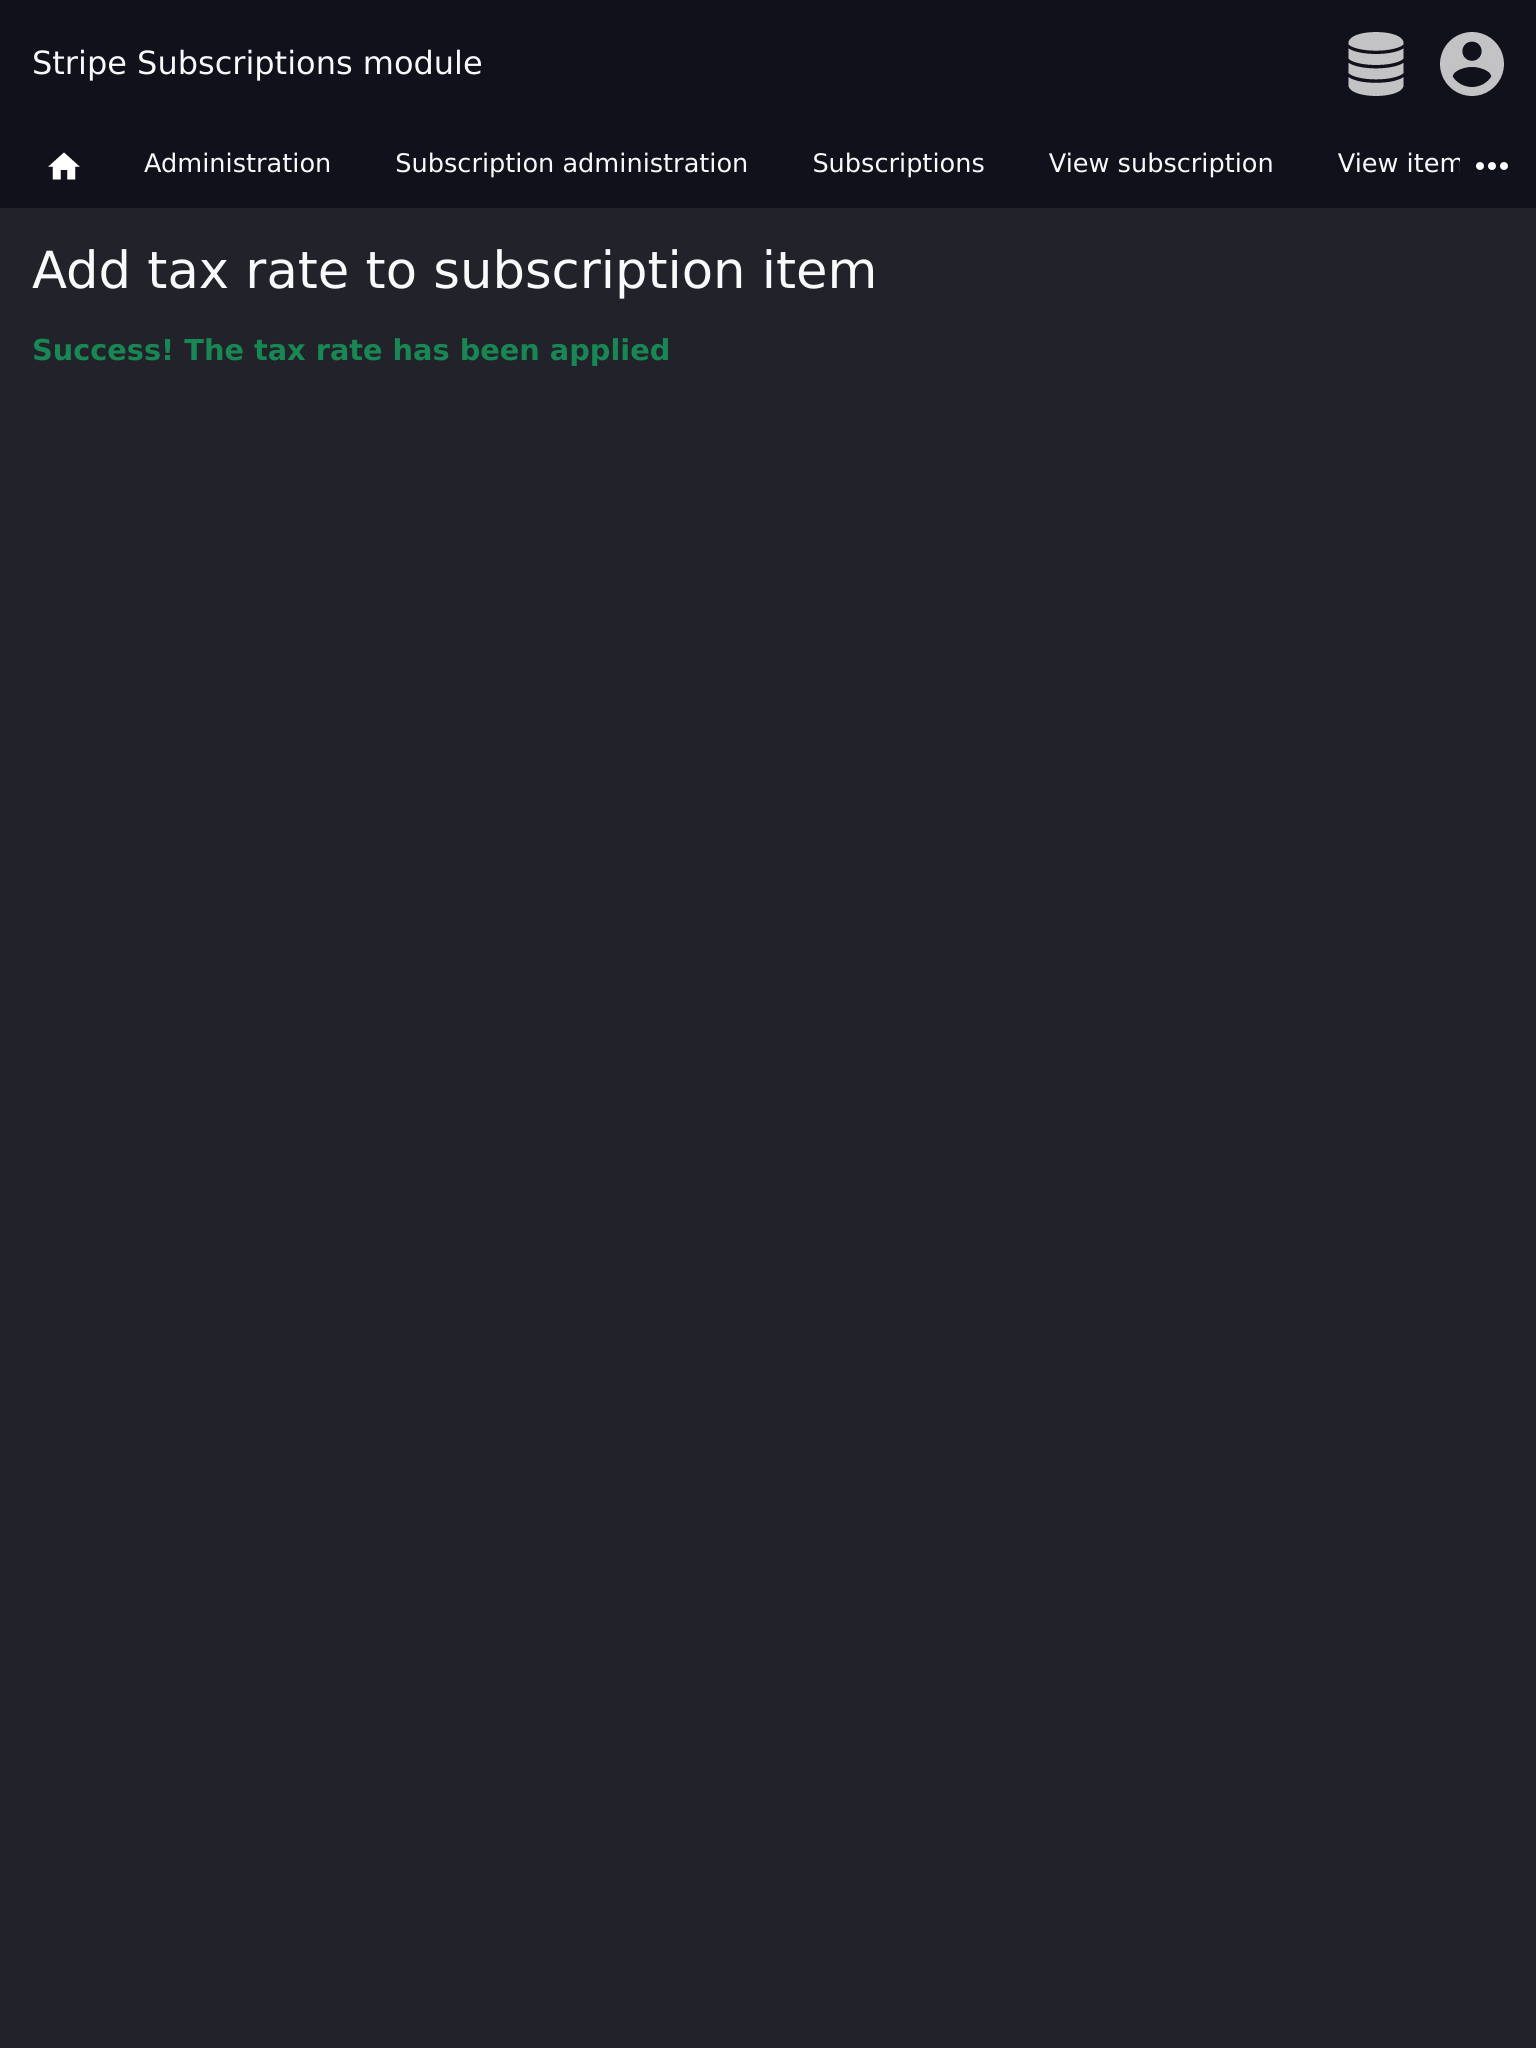 Stripe Subscriptions module
Administration Subscription administration Subscriptions View subscription View item
Add tax rate to subscription item
Success! The tax rate has been applied